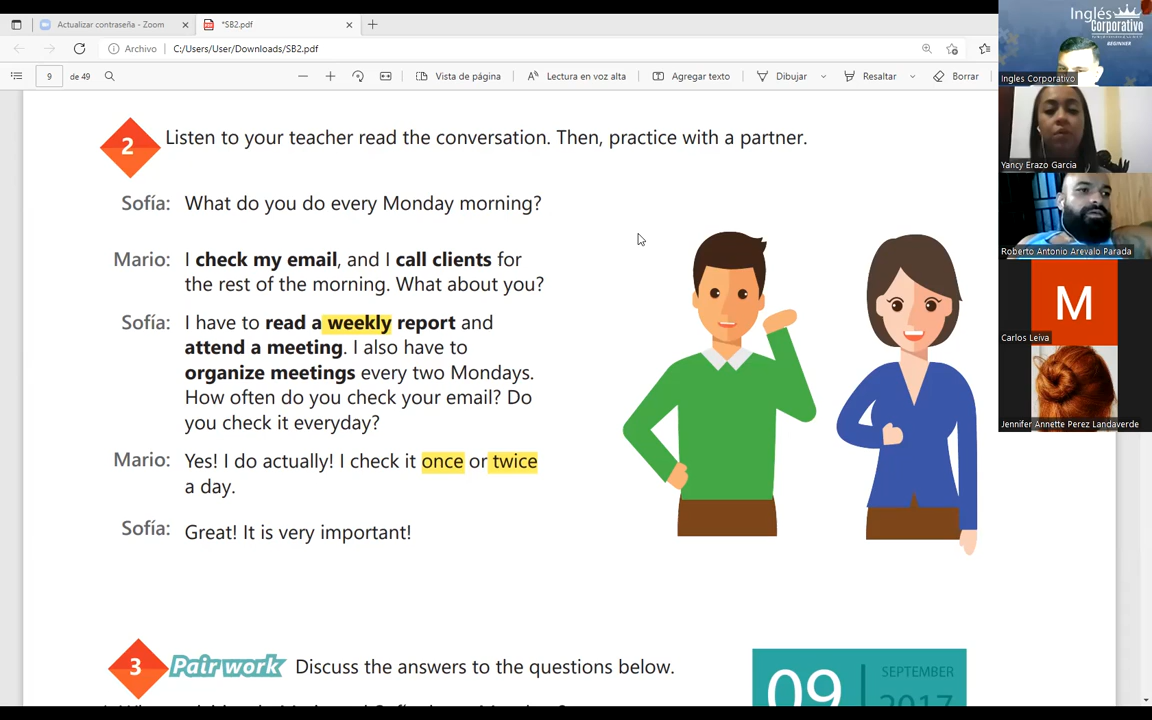 Actualizar contraseña - Zoom
*SB2.pdf
Archivo
C:/Users/User/Downloads/SB2.pdf
9
de 49
Vista de página
Lectura en voz alta
Agregar texto
Dibujar
Resaltar
Borrar
2
Listen to your teacher read the conversation. Then, practice with a partner.
Sofía: What do you do every Monday morning?
Mario: I check my email, and I call clients for
the rest of the morning. What about you?
Sofía: I have to read a weekly report and
attend a meeting. I also have to
organize meetings every two Mondays.
How often do you check your email? Do
you check it everyday?
Mario: Yes! I do actually! I check it once or twice
a day.
Sofía: Great! It is very important!
3
Pair work
Discuss the answers to the questions below.
09
SEPTEMBER
2017
Inglés
Corporativo
BEGINNER
Ingles Corporativo
Yancy Erazo Garcia
Roberto Antonio Arevalo Parada
M
Carlos Leiva
Jennifer Annette Perez Landaverde